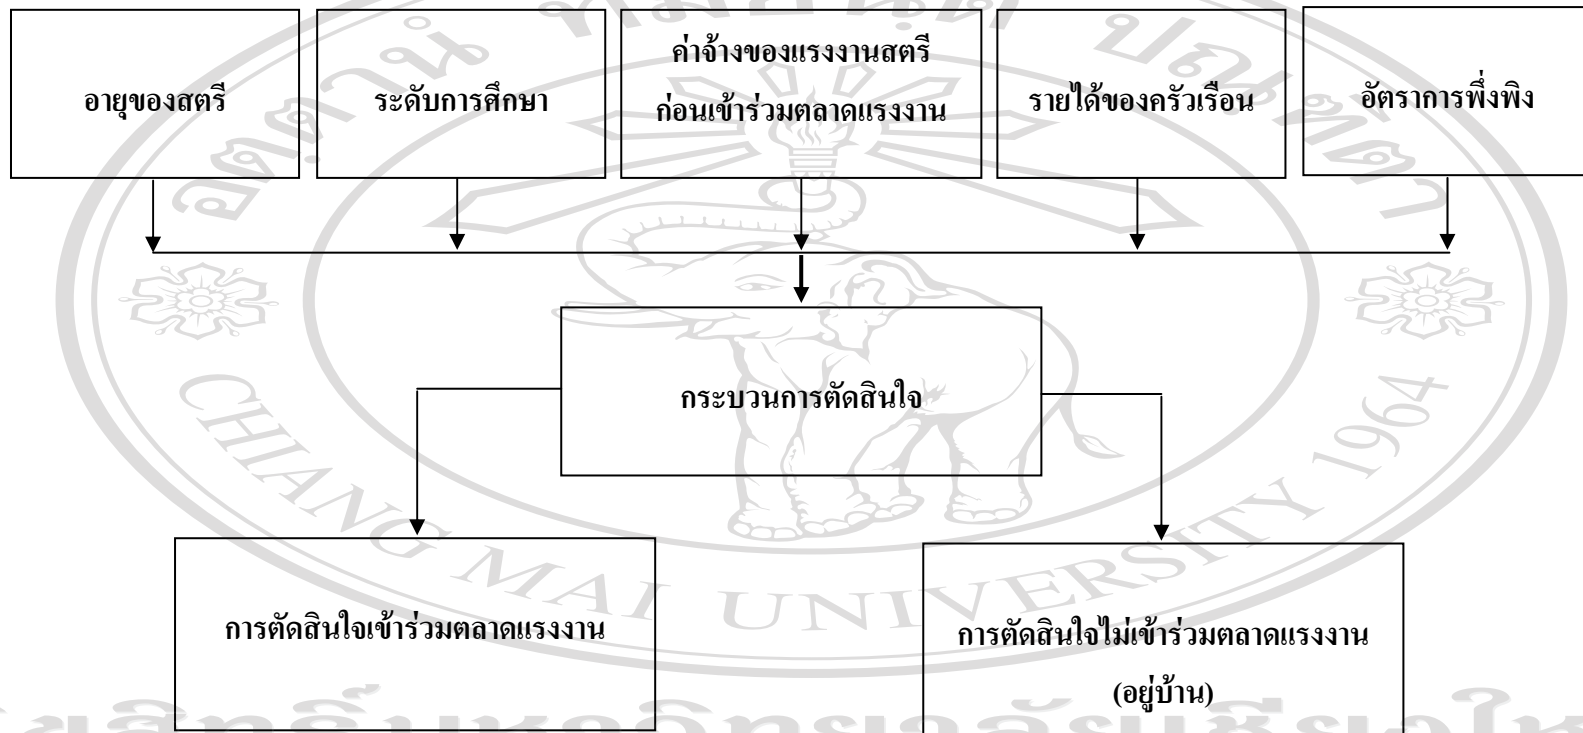 อายุของสตรี
ระดับการศึกษา
ค่าจ้างของแรงงานสตรี
ก่อนเข้าร่วมตลาดแรงงาน
รายได้ของครัวเรือน
อัตราการพึ่งพิง
กระบวนการตัดสินใจ
การตัดสินใจเข้าร่วมตลาดแรงงาน
การตัดสินใจไม่เข้าร่วมตลาดแรงงาน
(อยู่บ้าน)
CHIANG MAI UNIVERSITY 1964